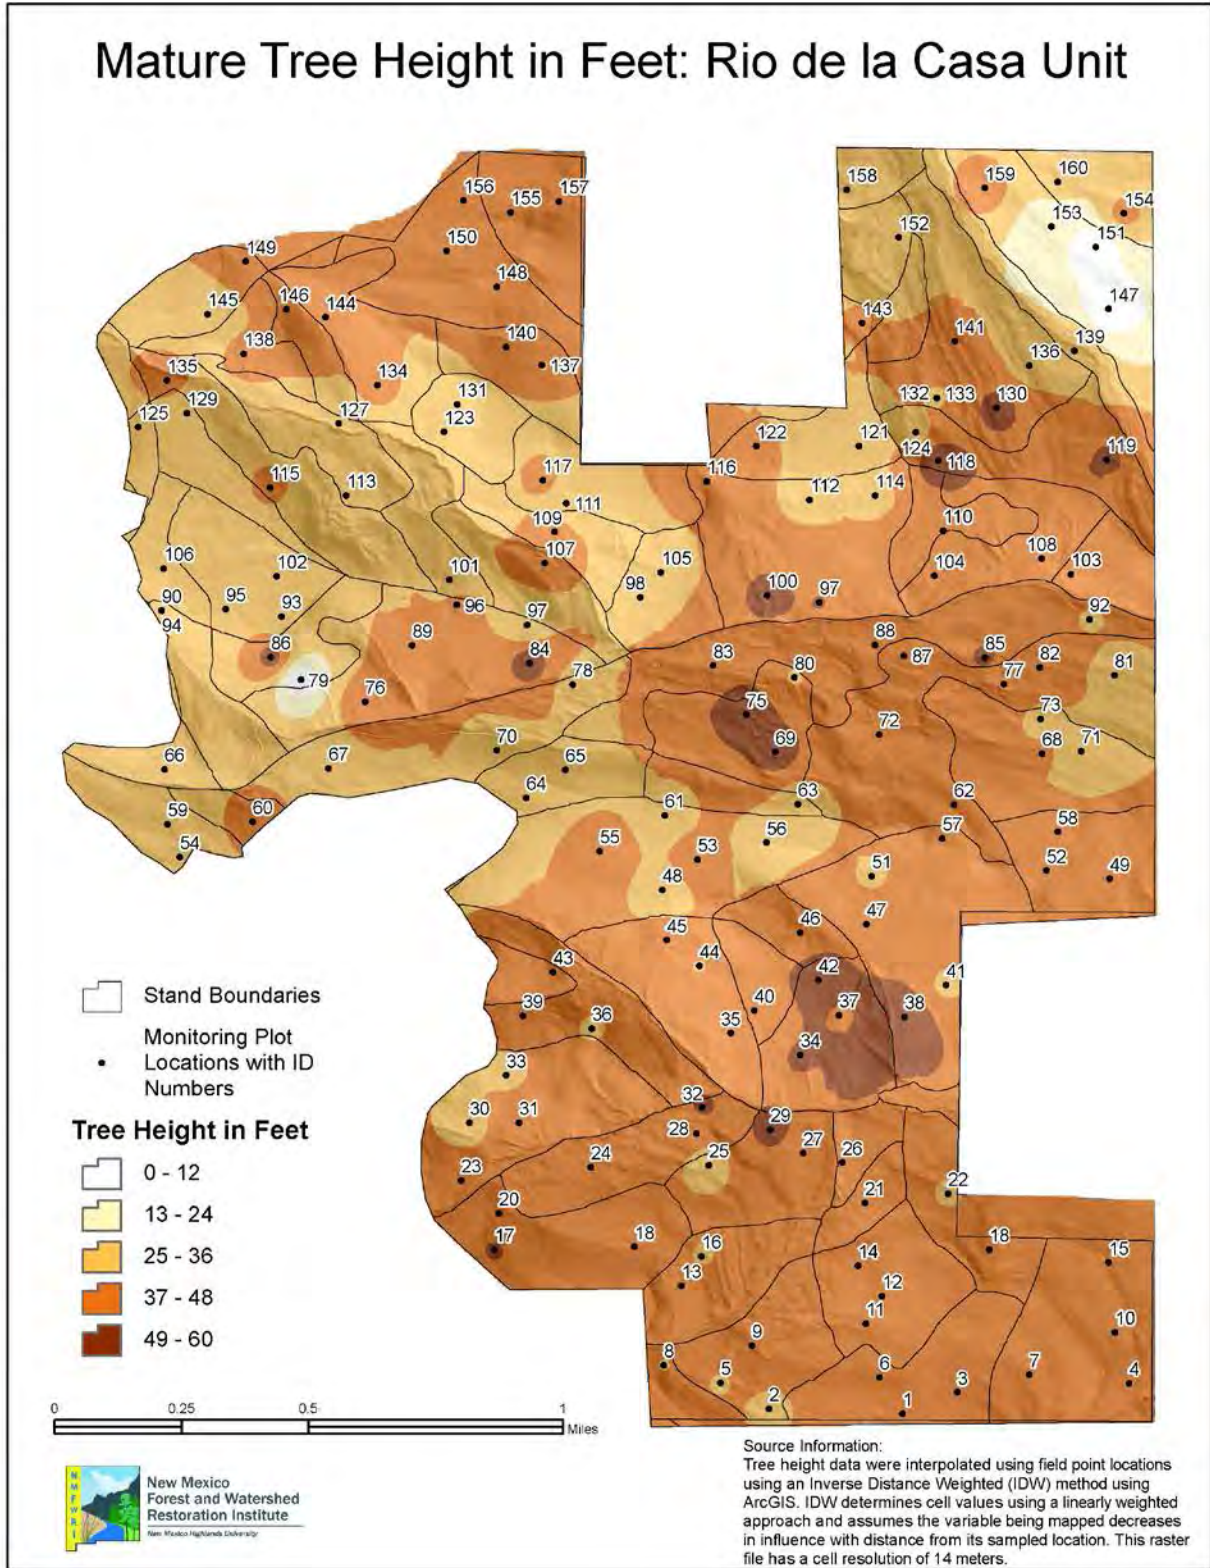 Mature Tree Height in Feet: Rio de la Casa Unit
158 159 160
156 155 157 154
153
152 151
150
149
148 147
145 146 144
143
141
140 139
138 137 136
135 134
132 133 130
131
129
125 127 123
122 121
124
119
118
117
116
115 113
112 114
111
110
109
108
107
106 105 104 103
102 101
100
98 97
97 96
95 93 92
90
94
89 88
87
86 85
84 83 82 81
80
79 78 77
76 75
73
72
71
70
69 68
67 66
65
64 63 62
61
60
59 58
57
56
55
54 53 52
51
49
48
47
46
45
44
43 42 41
40
39 38
37
36
35
34
33
32
31
30
29
28
27
26
25
24
23
22
21
20
18
18
17
16
15
14
13
12
11
10
9
8
7
6
5
4
3
2
1
Stand Boundaries
Monitoring Plot
Locations with ID
Numbers
Tree Height in Feet
0 - 12
13 - 24
25 - 36
37 - 48
49 - 60
0 0.25 0.5 1
Miles
NMFWRI
New Mexico
Forest and Watershed
Restoration Institute
New Mexico Highlands University
Source Information:
Tree height data were interpolated using field point locations
using an Inverse Distance Weighted (IDW) method using
ArcGIS. IDW determines cell values using a linearly weighted
approach and assumes the variable being mapped decreases
in influence with distance from its sampled location. This raster
file has a cell resolution of 14 meters.